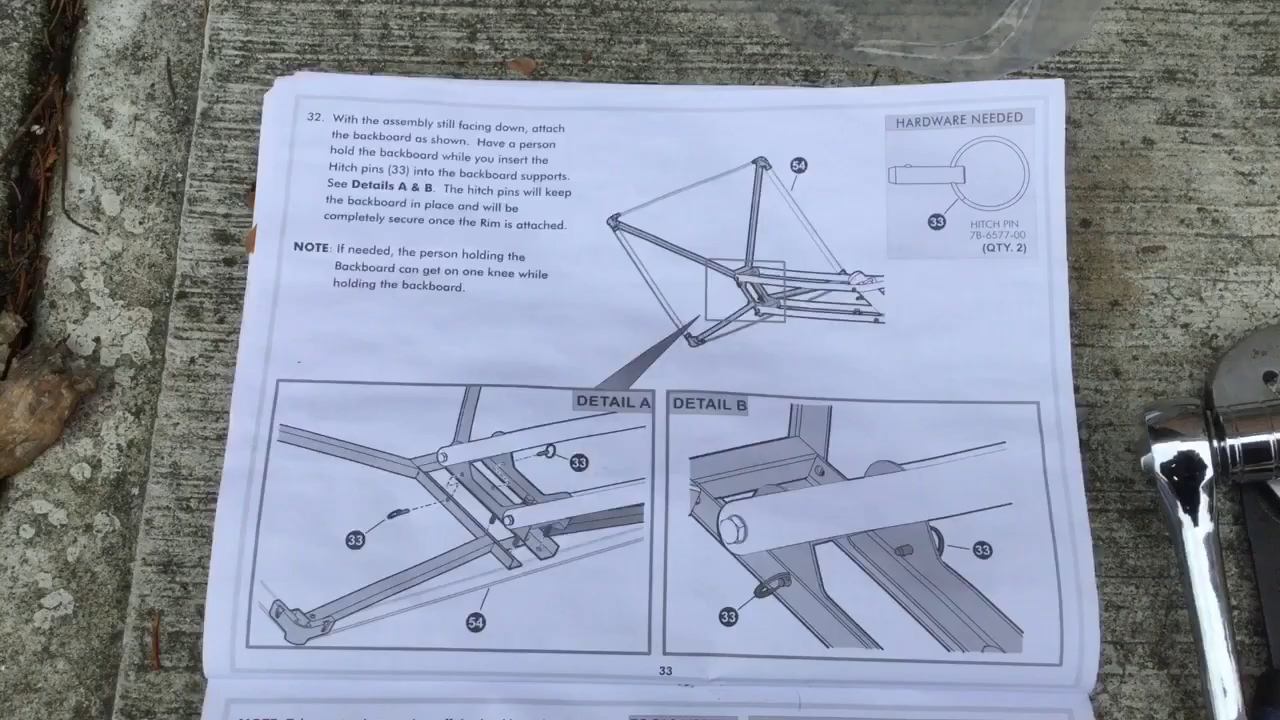 32. With the assembly still facing down, attach
the backboard as shown. Have a person
hold the backboard while you insert the
Hitch pins (33) into the backboard supports.
See Details A & B. The hitch pins will keep
the backboard in place and will be
completely secure once the Rim is attached.
NOTE: If needed, the person holding the
Backboard can get on one knee while
holding the backboard.
54
HARDWARE NEEDED
33
HITCH PIN
7B-6577-00
(QTY. 2)
DETAIL A
33
33
54
DETAIL B
33
33
33